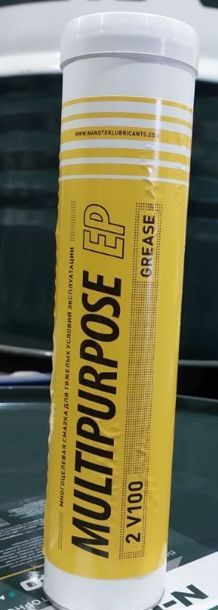 WWW.NANOTEKLUBRICANTS.COM
МНОГОЦЕЛЕВАЯ СМАЗКА ДЛЯ ТЯЖЕЛЫХ УСЛОВИЙ ЭКСПЛУАТАЦИИ
MULTIPURPOSE EP
GREASE
2 V100